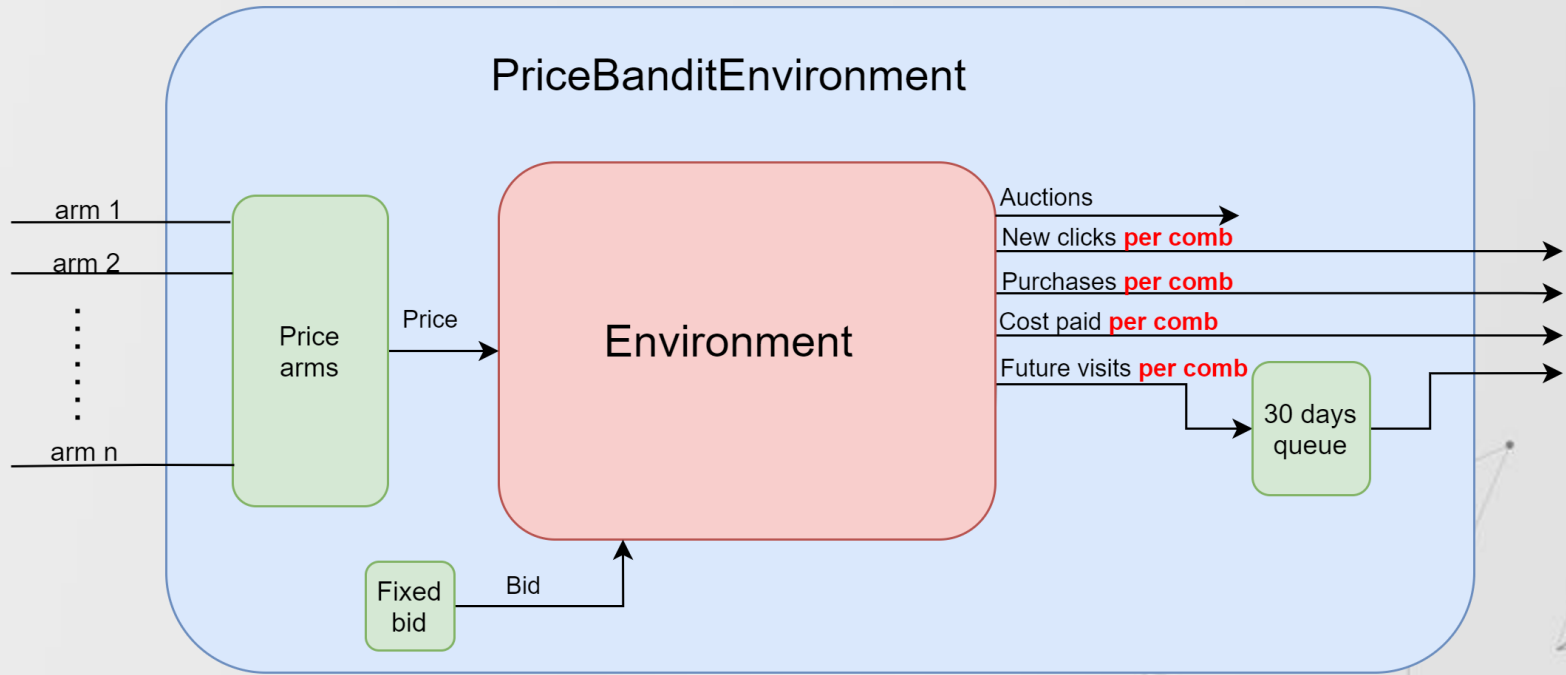 PriceBanditEnvironment
arm 1
arm 2
arm n
Price
arms
Price
Environment
Auctions
New clicks per comb
Purchases per comb
Cost paid per comb
Future visits per comb
30 days
queue
Fixed
bid
Bid